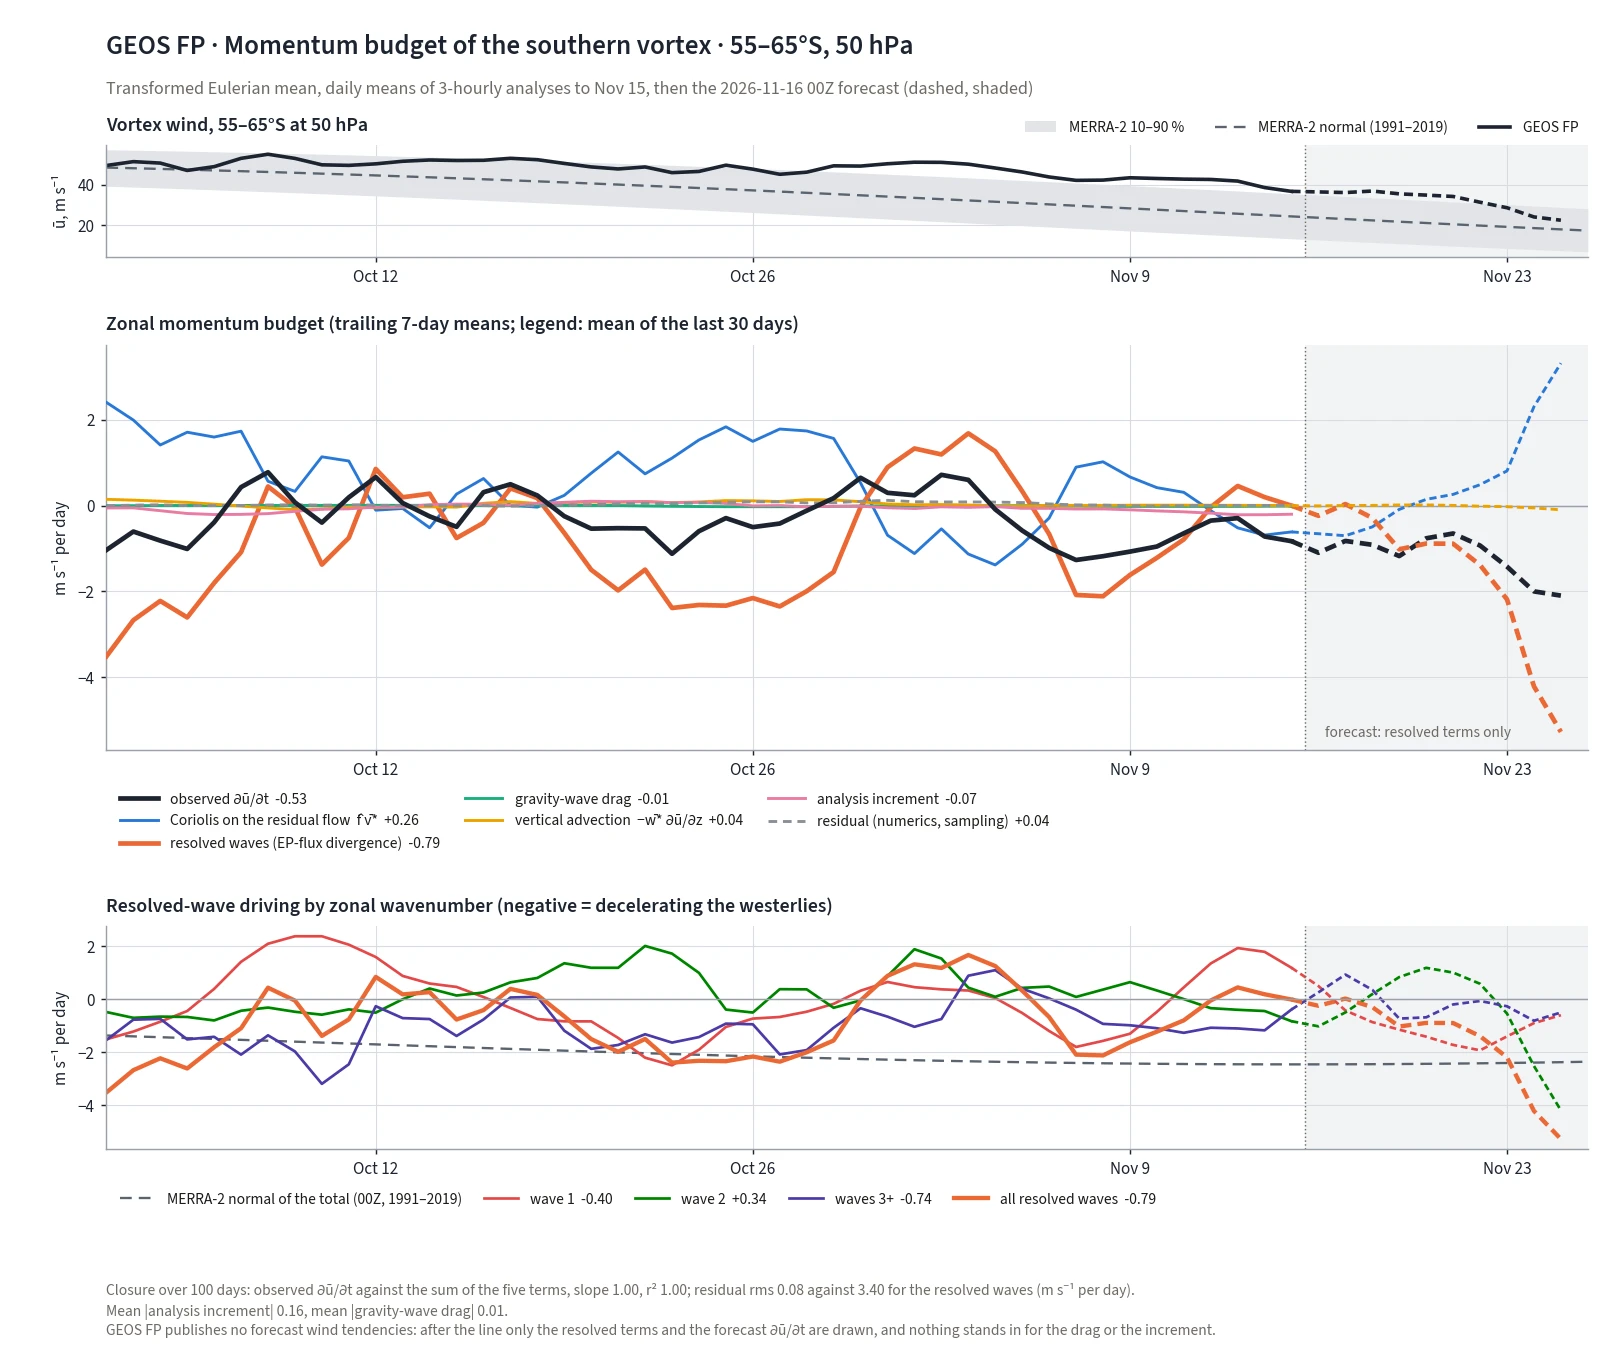 GEOS FP · Momentum budget of the southern vortex · 55–65°S, 50 hPa
Transformed Eulerian mean, daily means of 3-hourly analyses to Nov 15, then the 2026-11-16 00Z forecast (dashed, shaded)
Vortex wind, 55–65°S at 50 hPa
MERRA-2 10–90 %
MERRA-2 normal (1991–2019)
GEOS FP
ū, m s⁻¹
40
20
Oct 12
Oct 26
Nov 9
Nov 23
Zonal momentum budget (trailing 7-day means; legend: mean of the last 30 days)
m s⁻¹ per day
2
0
−2
−4
forecast: resolved terms only
Oct 12
Oct 26
Nov 9
Nov 23
observed ∂ū/∂t -0.53
gravity-wave drag -0.01
analysis increment -0.07
Coriolis on the residual flow f v̄* +0.26
vertical advection −w̄* ∂ū/∂z +0.04
residual (numerics, sampling) +0.04
resolved waves (EP-flux divergence) -0.79
Resolved-wave driving by zonal wavenumber (negative = decelerating the westerlies)
m s⁻¹ per day
2
0
−2
−4
Oct 12
Oct 26
Nov 9
Nov 23
MERRA-2 normal of the total (00Z, 1991–2019)
wave 1 -0.40
wave 2 +0.34
waves 3+ -0.74
all resolved waves -0.79
Closure over 100 days: observed ∂ū/∂t against the sum of the five terms, slope 1.00, r² 1.00; residual rms 0.08 against 3.40 for the resolved waves (m s⁻¹ per day).
Mean |analysis increment| 0.16, mean |gravity-wave drag| 0.01.
GEOS FP publishes no forecast wind tendencies: after the line only the resolved terms and the forecast ∂ū/∂t are drawn, and nothing stands in for the drag or the increment.